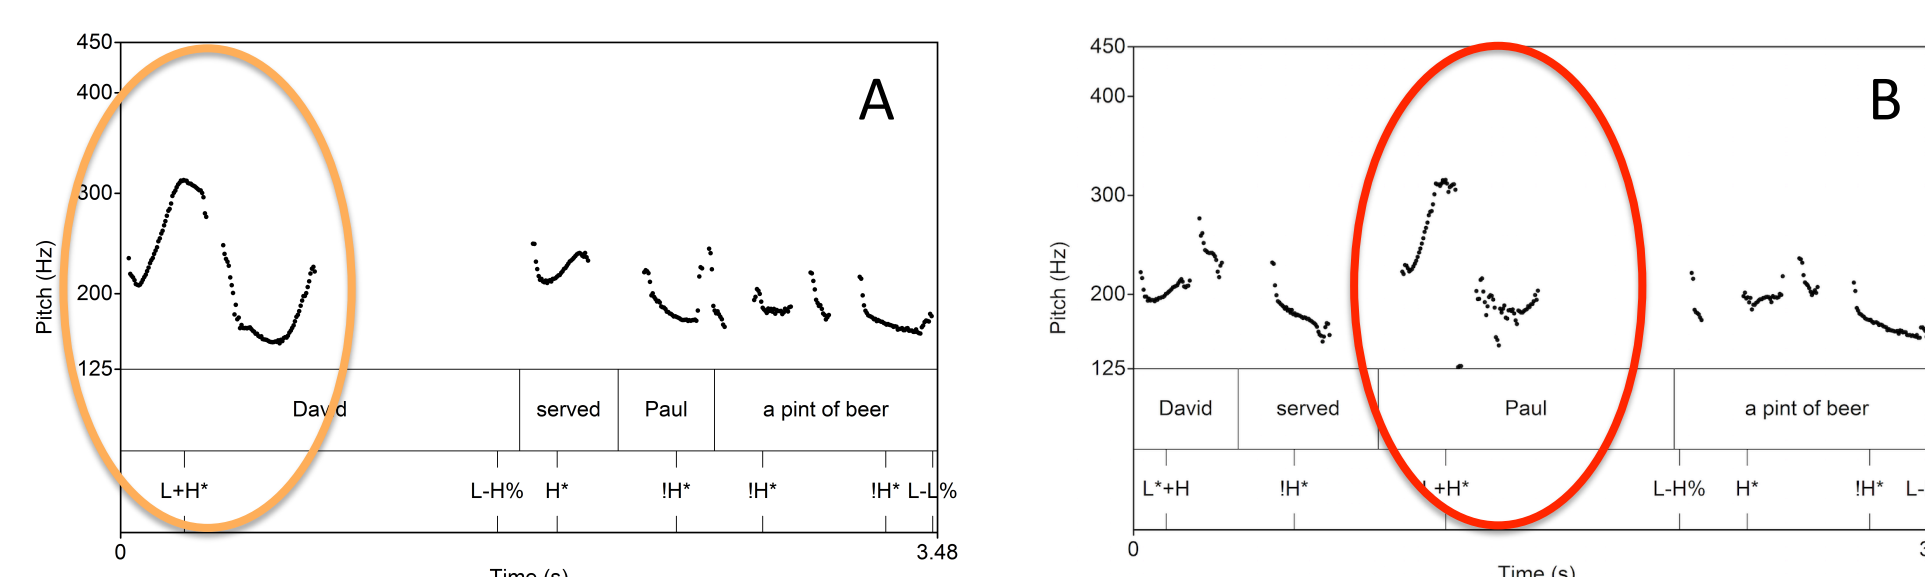 450
400
A
300
200
125
Pitch (Hz)
David served Paul a pint of beer
L+H* L-H% H* !H* !H* !H* L-L%
0 3.48
Time (s)
450
400
B
300
200
125
Pitch (Hz)
David served Paul a pint of beer
L*+H !H* L+H* L-H% H* !H* L-
0 3
Time (s)